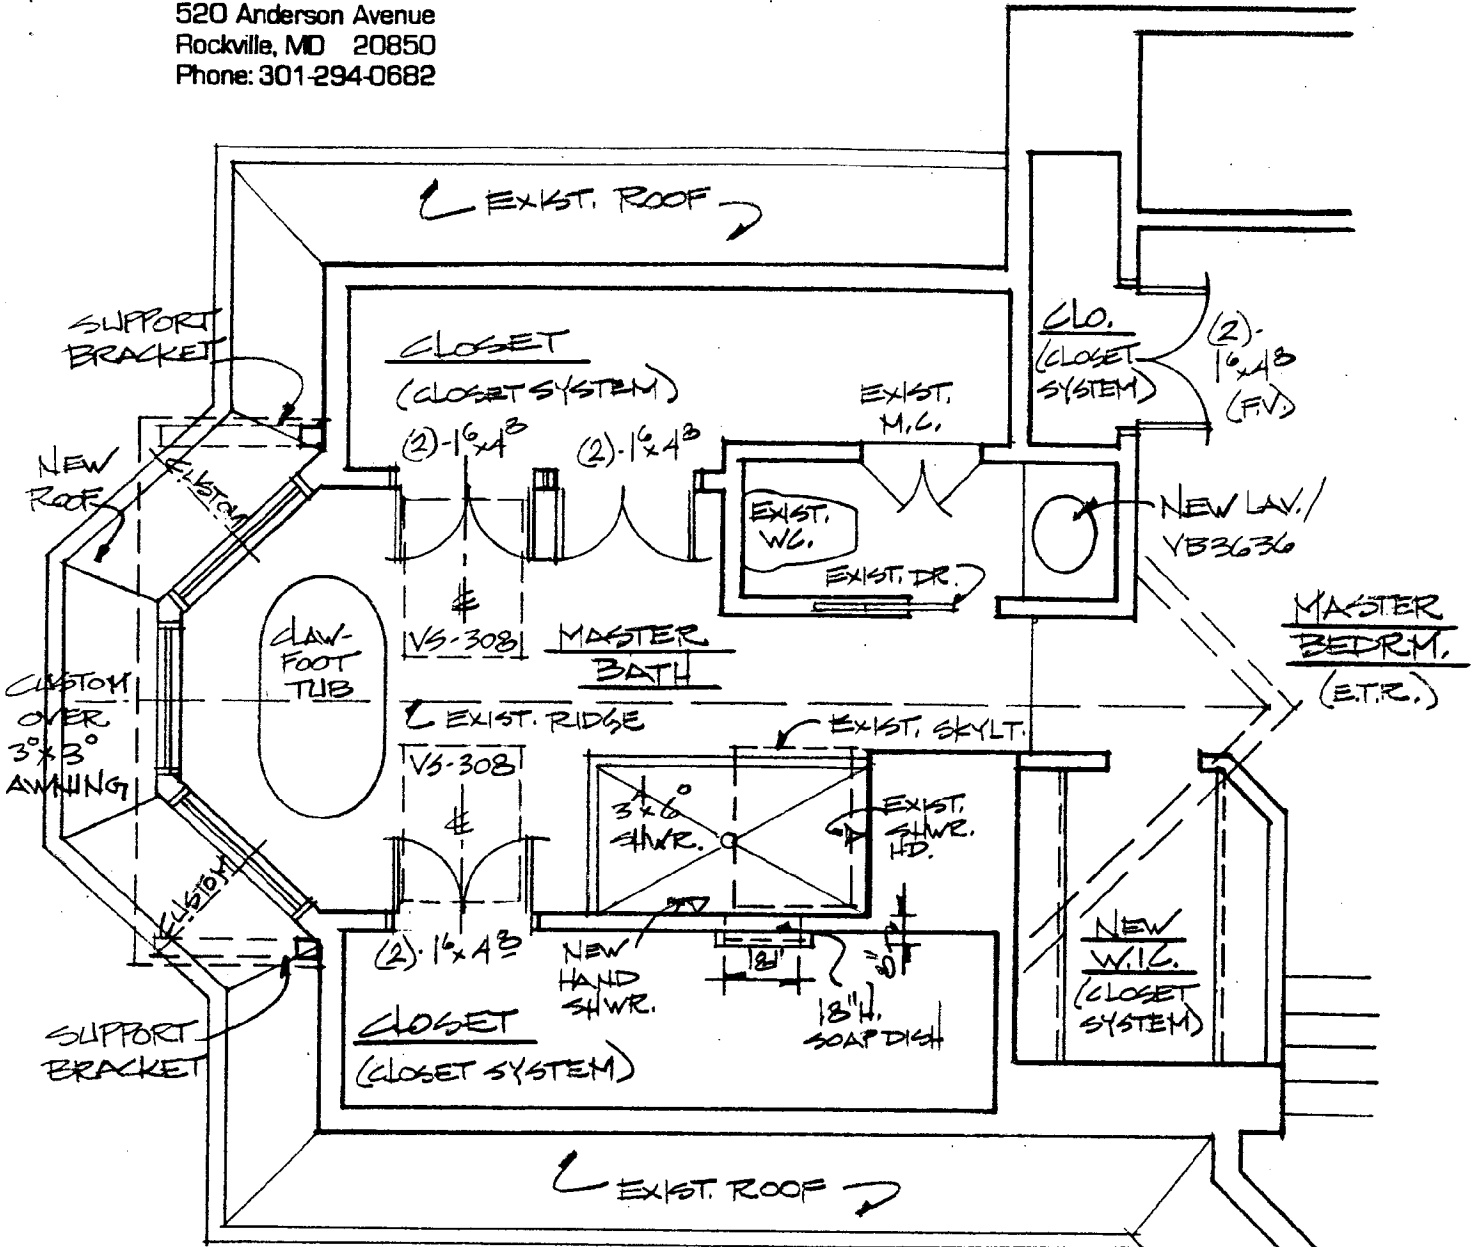 520 Anderson Avenue
Rockville, MD 20850
Phone: 301-294-0682
EXIST. ROOF
SUPPORT
BRACKET
CLOSET
(CLOSET SYSTEM)
(2)-1⁶x4⁸
(2)-1⁶x4⁸
EXIST.
M.C.
CLO.
(CLOSET
SYSTEM)
(2)-
1⁶x4⁸
(F.V.)
NEW
ROOF
CUSTOM
EXIST.
WC.
NEW LAV./
VB3636
EXIST. DR.
MASTER
BEDRM.
(E.T.R.)
CLAW-
FOOT
TUB
VS-308
MASTER
BATH
CUSTOM
OVER
3⁰x3⁰
AWNING
EXIST. RIDGE
EXIST. SKYLT.
VS-308
3⁴x6⁰
SHWR.
EXIST.
SHWR.
HD.
CUSTOM
(2)-1⁶x4⁸
NEW
HAND
SHWR.
18"
8"
18"H.
SOAP DISH
NEW
W.I.C.
(CLOSET
SYSTEM)
CLOSET
(CLOSET SYSTEM)
SUPPORT
BRACKET
EXIST. ROOF